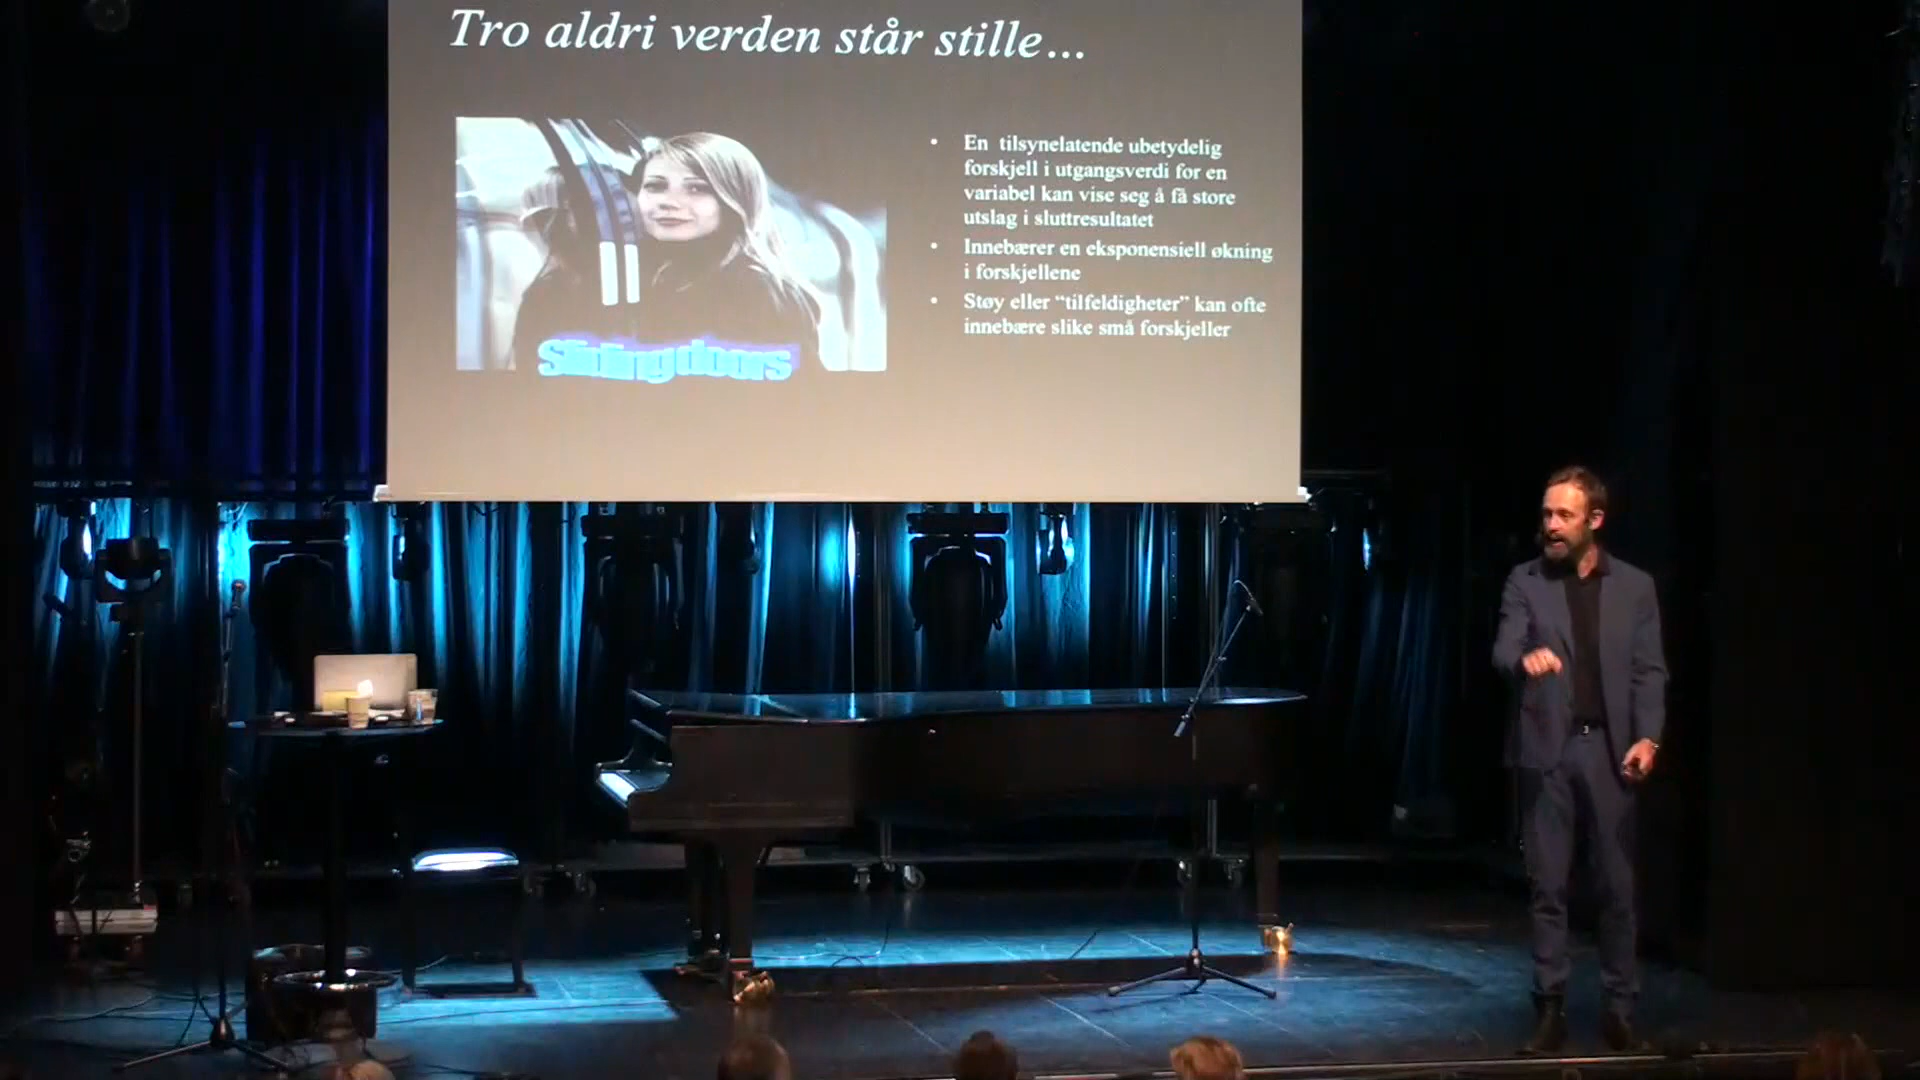 Tro aldri verden står stille...
• En tilsynelatende ubetydelig
forskjell i utgangsverdi for en
variabel kan vise seg å få store
utslag i sluttresultatet
• Innebærer en eksponensiell økning
i forskjellene
• Støy eller “tilfeldigheter” kan ofte
innebære slike små forskjeller
Sliding doors